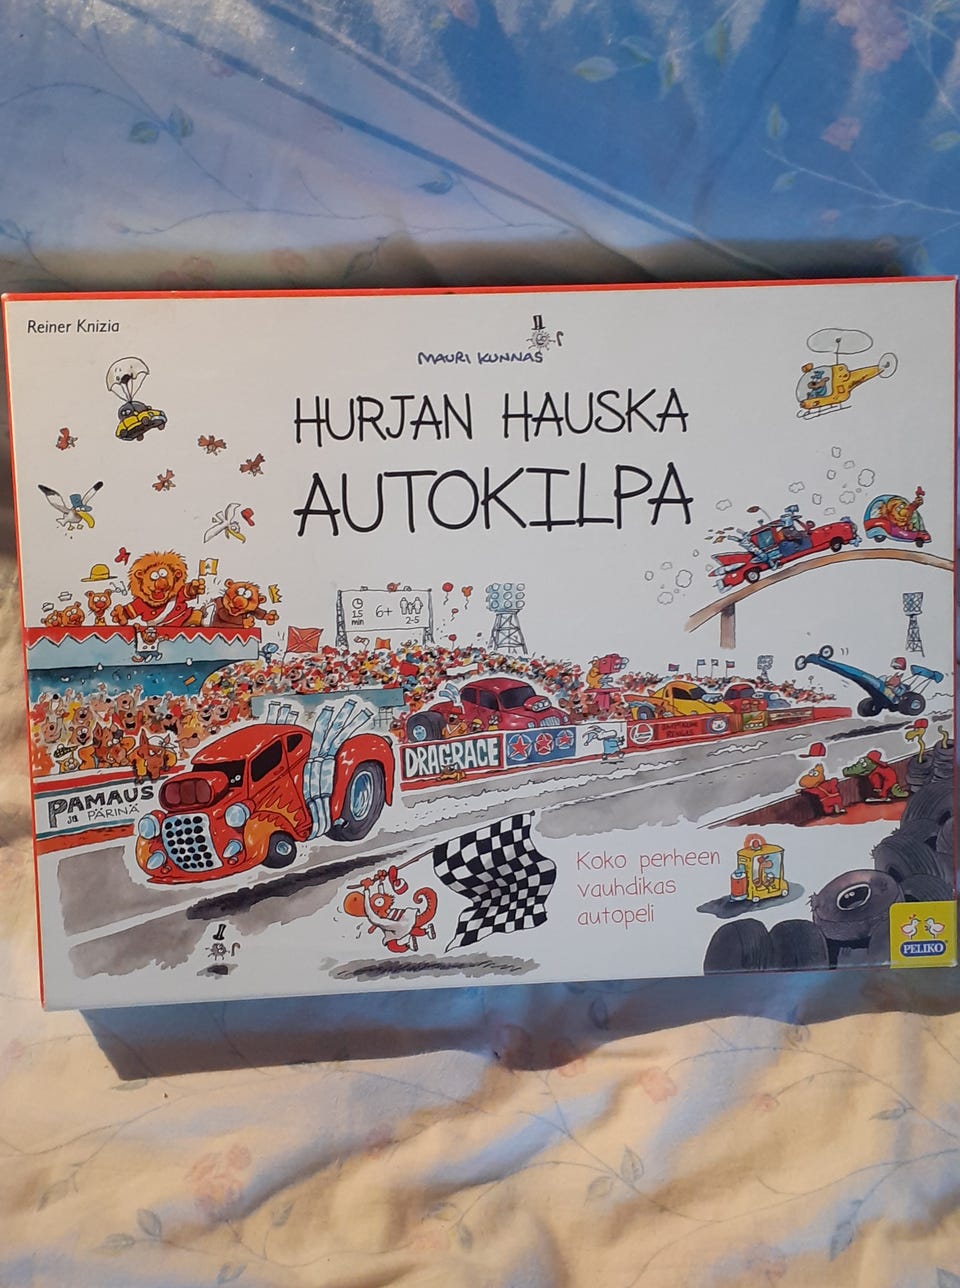 Reiner Knizia
MAURI KUNNAS
HURJAN HAUSKA
AUTOKILPA
15
min
6+
2-5
DRAGRACE
PAMAUS
JA PÄRINÄ
Koko perheen
vauhdikas
autopeli
PELIKO